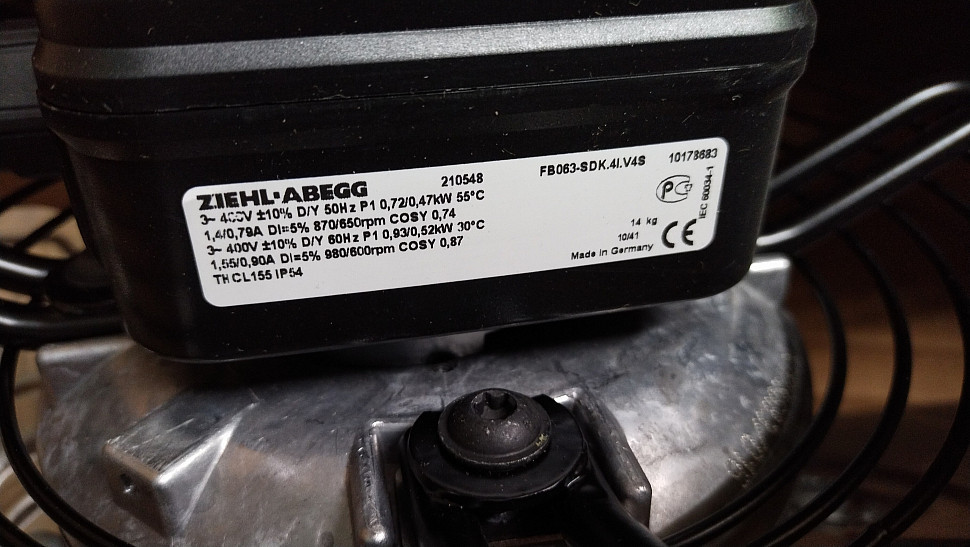 ZIEHL-ABEGG 210548 FB063-SDK.4I.V4S 10178683
3~ 400V ±10% D/Y 50Hz P1 0,72/0,47kW 55°C
1,4/0,79A DI=5% 870/650rpm COSY 0,74
3~ 400V ±10% D/Y 60Hz P1 0,93/0,52kW 30°C
1,55/0,90A DI=5% 980/600rpm COSY 0,87
THCL155 IP54
14 kg
10/41
Made in Germany
CE
IEC 60034-1